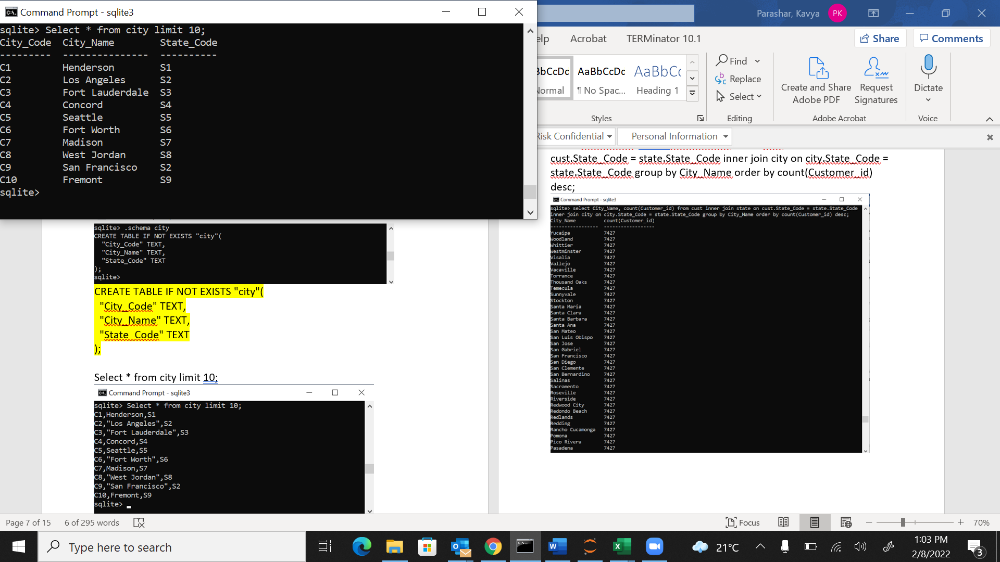 Command Prompt - sqlite3
sqlite> Select * from city limit 10;
City_Code City_Name State_Code
--------- --------------- ----------
C1 Henderson S1
C2 Los Angeles S2
C3 Fort Lauderdale S3
C4 Concord S4
C5 Seattle S5
C6 Fort Worth S6
C7 Madison S7
C8 West Jordan S8
C9 San Francisco S2
C10 Fremont S9
sqlite>
Parashar, Kavya PK
elp Acrobat TERMinator 10.1 Share Comments
bCcDc AaBbCcDc AaBbCc
Normal ¶ No Spac... Heading 1
Styles
Find
Replace
Select
Editing
Create and Share
Adobe PDF
Request
Signatures
Adobe Acrobat
Dictate
Voice
Risk Confidential Personal Information
sqlite> .schema city
CREATE TABLE IF NOT EXISTS "city"(
"City_Code" TEXT,
"City_Name" TEXT,
"State_Code" TEXT
);
sqlite>
CREATE TABLE IF NOT EXISTS "city"(
"City_Code" TEXT,
"City_Name" TEXT,
"State_Code" TEXT
);
Select * from city limit 10;
Command Prompt - sqlite3
sqlite> Select * from city limit 10;
C1,Henderson,S1
C2,"Los Angeles",S2
C3,"Fort Lauderdale",S3
C4,Concord,S4
C5,Seattle,S5
C6,"Fort Worth",S6
C7,Madison,S7
C8,"West Jordan",S8
C9,"San Francisco",S2
C10,Fremont,S9
sqlite>
cust.State_Code = state.State_Code inner join city on city.State_Code =
state.State_Code group by City_Name order by count(Customer_id)
desc;
Command Prompt - sqlite3
sqlite> select City_Name, count(Customer_id) from cust inner join state on cust.State_Code = state.State_Code
inner join city on city.State_Code = state.State_Code group by City_Name order by count(Customer_id) desc;
City_Name count(Customer_id)
----------------- ------------------
Yucaipa 7427
Woodland 7427
Whittier 7427
Westminster 7427
Visalia 7427
Vallejo 7427
Vacaville 7427
Torrance 7427
Thousand Oaks 7427
Temecula 7427
Sunnyvale 7427
Stockton 7427
Santa Maria 7427
Santa Clara 7427
Santa Barbara 7427
Santa Ana 7427
San Mateo 7427
San Luis Obispo 7427
San Jose 7427
San Gabriel 7427
San Francisco 7427
San Diego 7427
San Clemente 7427
San Bernardino 7427
Salinas 7427
Sacramento 7427
Roseville 7427
Riverside 7427
Redwood City 7427
Redondo Beach 7427
Redlands 7427
Redding 7427
Rancho Cucamonga 7427
Pomona 7427
Pico Rivera 7427
Pasadena 7427
Page 7 of 15 6 of 295 words Focus 70%
Type here to search 21°C 1:03 PM
2/8/2022
3